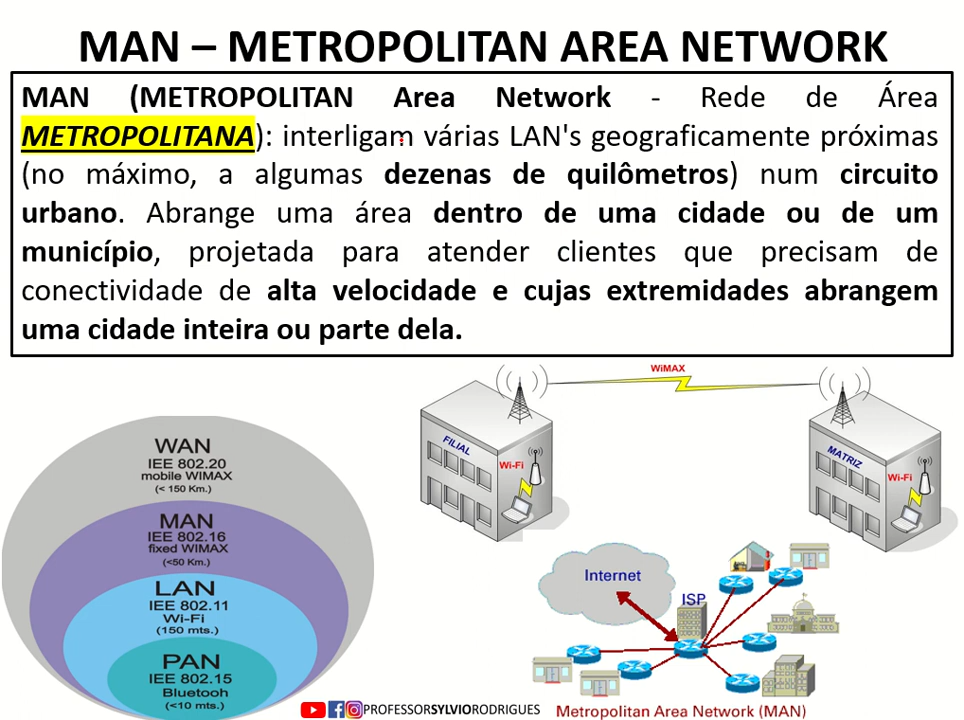 MAN – METROPOLITAN AREA NETWORK
MAN (METROPOLITAN Area Network - Rede de Área
METROPOLITANA): interligam várias LAN's geograficamente próximas
(no máximo, a algumas dezenas de quilômetros) num circuito
urbano. Abrange uma área dentro de uma cidade ou de um
município, projetada para atender clientes que precisam de
conectividade de alta velocidade e cujas extremidades abrangem
uma cidade inteira ou parte dela.
WiMAX
FILIAL
Wi-Fi
MATRIZ
Wi-Fi
WAN
IEE 802.20
mobile WIMAX
(< 150 Km.)
MAN
IEE 802.16
fixed WIMAX
(<50 Km.)
LAN
IEE 802.11
Wi-Fi
(150 mts.)
PAN
IEE 802.15
Bluetooh
(<10 mts.)
Internet
ISP
PROFESSORSYLVIORODRIGUES
Metropolitan Area Network (MAN)